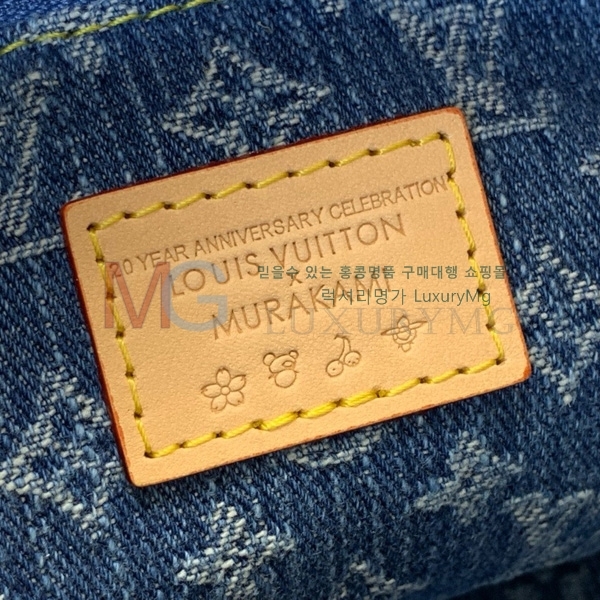 20 YEAR ANNIVERSARY CELEBRATION
LOUIS VUITTON
×
MURAKAMI
믿을수 있는 홍콩명품 구매대행 쇼핑몰
럭셔리명가 LuxuryMg
MG LUXURYMG